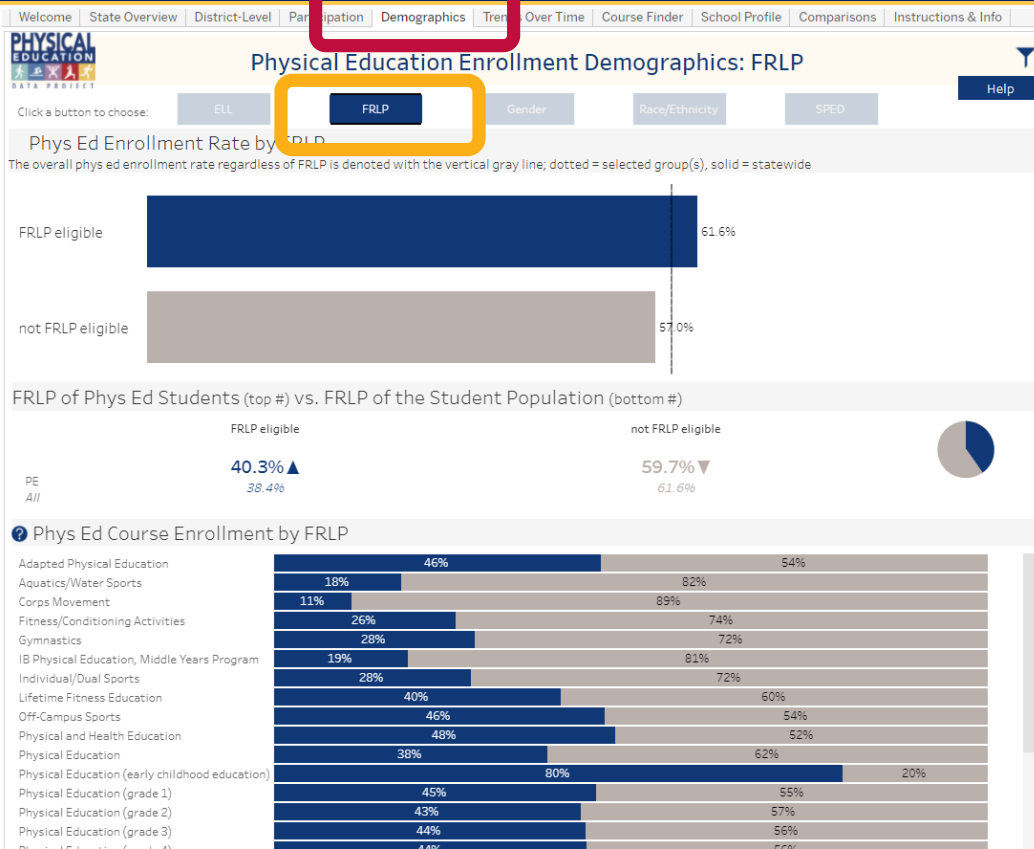 Welcome State Overview District-Level Participation Demographics Trends Over Time Course Finder School Profile Comparisons Instructions & Info
PHYSICAL
EDUCATION
DATA PROJECT
Physical Education Enrollment Demographics: FRLP
Help
Click a button to choose: ELL FRLP Gender Race/Ethnicity SPED
Phys Ed Enrollment Rate by FRLP
The overall phys ed enrollment rate regardless of FRLP is denoted with the vertical gray line; dotted = selected group(s), solid = statewide
FRLP eligible 61.6%
not FRLP eligible 57.0%
FRLP of Phys Ed Students (top #) vs. FRLP of the Student Population (bottom #)
FRLP eligible not FRLP eligible
PE 40.3% ▲ 59.7% ▼
All 38.4% 61.6%
? Phys Ed Course Enrollment by FRLP
Adapted Physical Education 46% 54%
Aquatics/Water Sports 18% 82%
Corps Movement 11% 89%
Fitness/Conditioning Activities 26% 74%
Gymnastics 28% 72%
IB Physical Education, Middle Years Program 19% 81%
Individual/Dual Sports 28% 72%
Lifetime Fitness Education 40% 60%
Off-Campus Sports 46% 54%
Physical and Health Education 48% 52%
Physical Education 38% 62%
Physical Education (early childhood education) 80% 20%
Physical Education (grade 1) 45% 55%
Physical Education (grade 2) 43% 57%
Physical Education (grade 3) 44% 56%